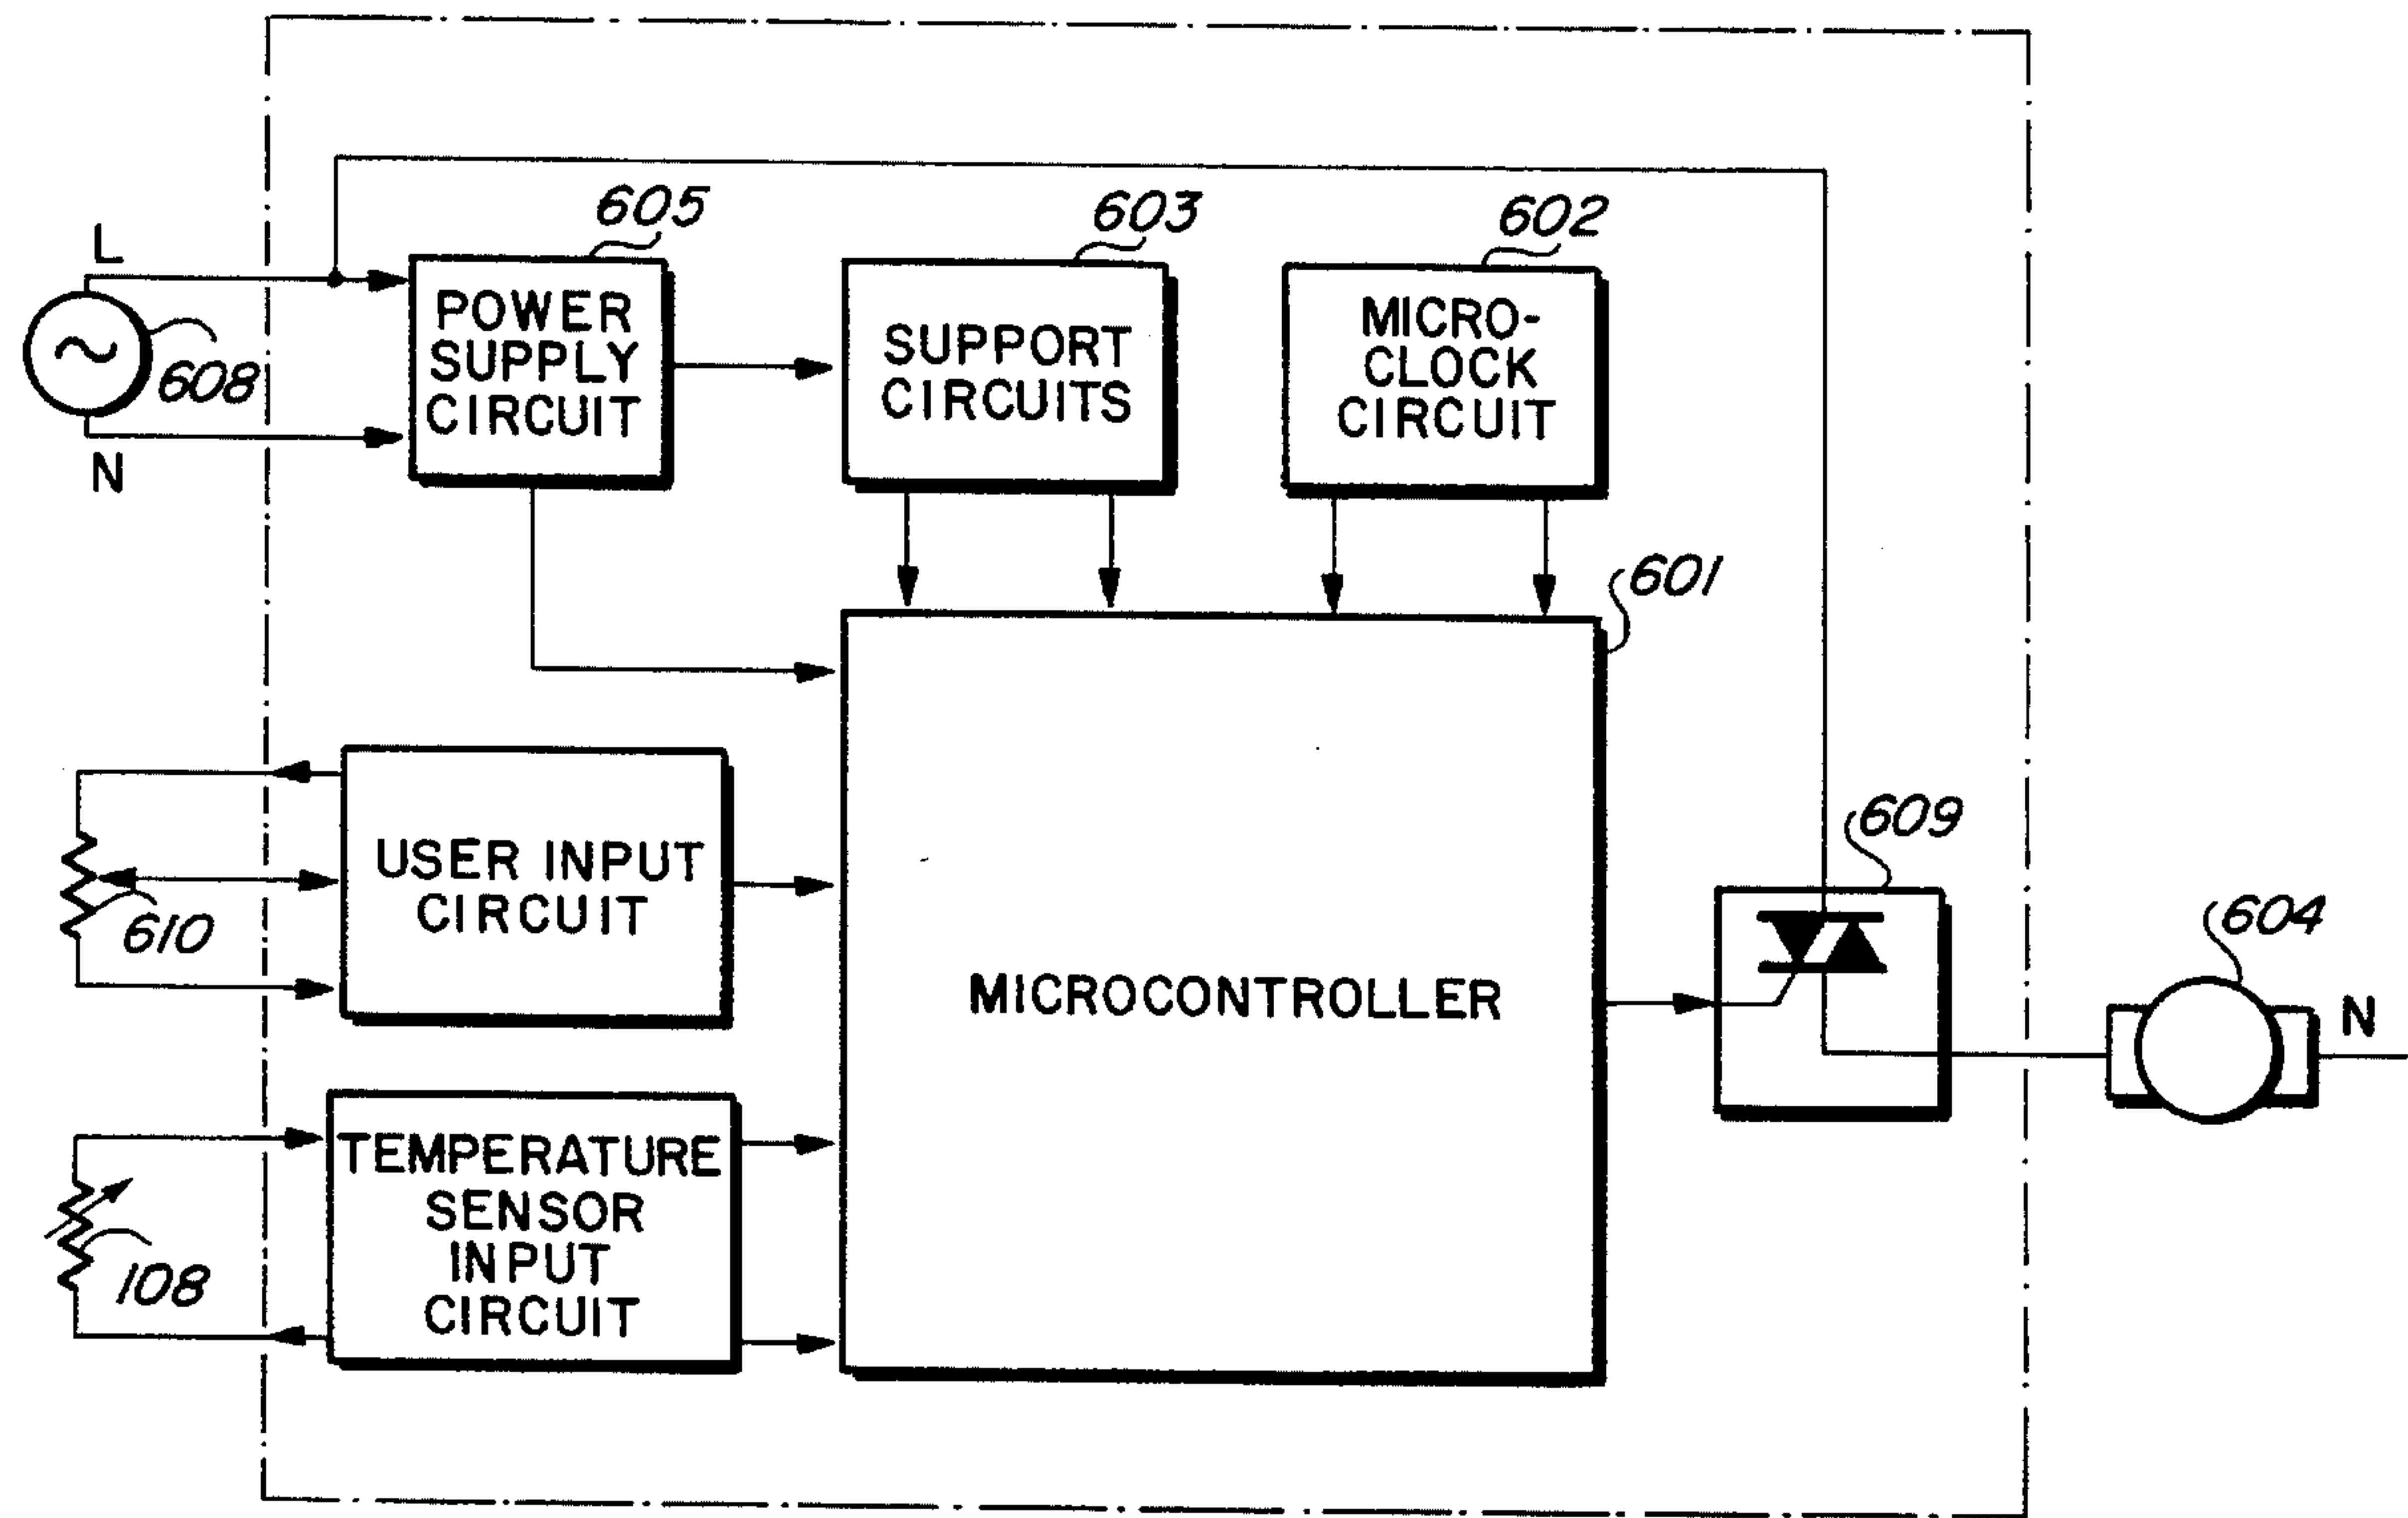 605
603
602
L
POWER
SUPPLY
CIRCUIT
SUPPORT
CIRCUITS
MICRO-
CLOCK
CIRCUIT
608
N
601
USER INPUT
CIRCUIT
610
609
604
MICROCONTROLLER
N
TEMPERATURE
SENSOR
INPUT
CIRCUIT
108